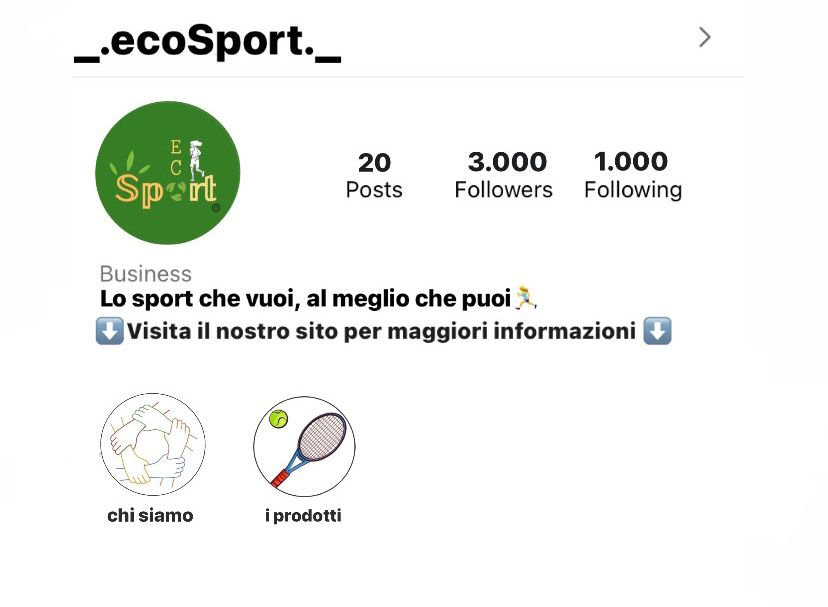 _.ecoSport._
E
C
Sport
®
20
3.000
1.000
Posts
Followers
Following
Business
Lo sport che vuoi, al meglio che puoi🏃
⬇️Visita il nostro sito per maggiori informazioni ⬇️
chi siamo
i prodotti